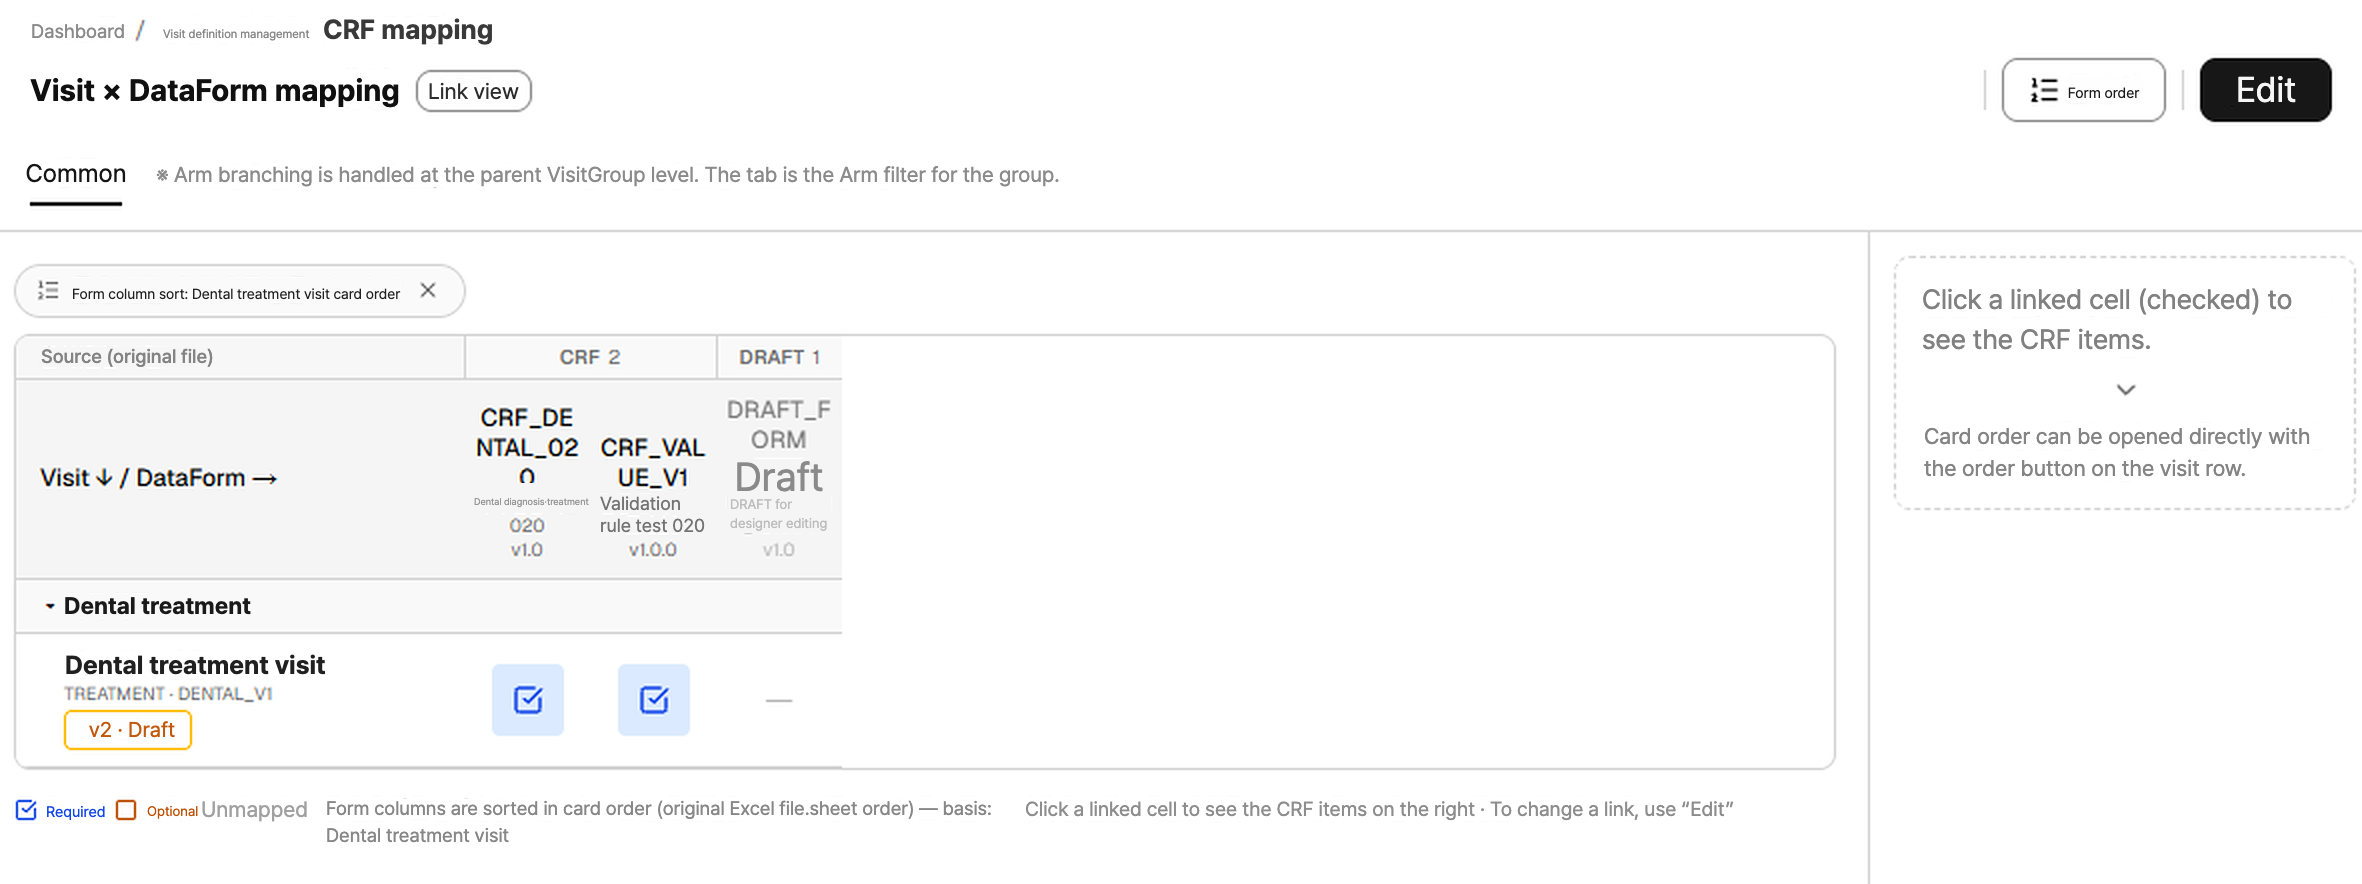 Dashboard / Visit definition management CRF mapping
Visit × DataForm mapping Link view
Form order Edit
Common ※ Arm branching is handled at the parent VisitGroup level. The tab is the Arm filter for the group.
Form column sort: Dental treatment visit card order
Source (original file) CRF 2 DRAFT 1
Visit ↓ / DataForm →
CRF_DE
NTAL_02
0
Dental diagnosis·treatment
020
v1.0
CRF_VAL
UE_V1
Validation
rule test 020
v1.0.0
DRAFT_F
ORM
Draft
DRAFT for
designer editing
v1.0
Dental treatment
Dental treatment visit
TREATMENT · DENTAL_V1
v2 · Draft
—
Required Optional Unmapped
Form columns are sorted in card order (original Excel file.sheet order) — basis:
Dental treatment visit
Click a linked cell to see the CRF items on the right · To change a link, use “Edit”
Click a linked cell (checked) to
see the CRF items.
Card order can be opened directly with
the order button on the visit row.